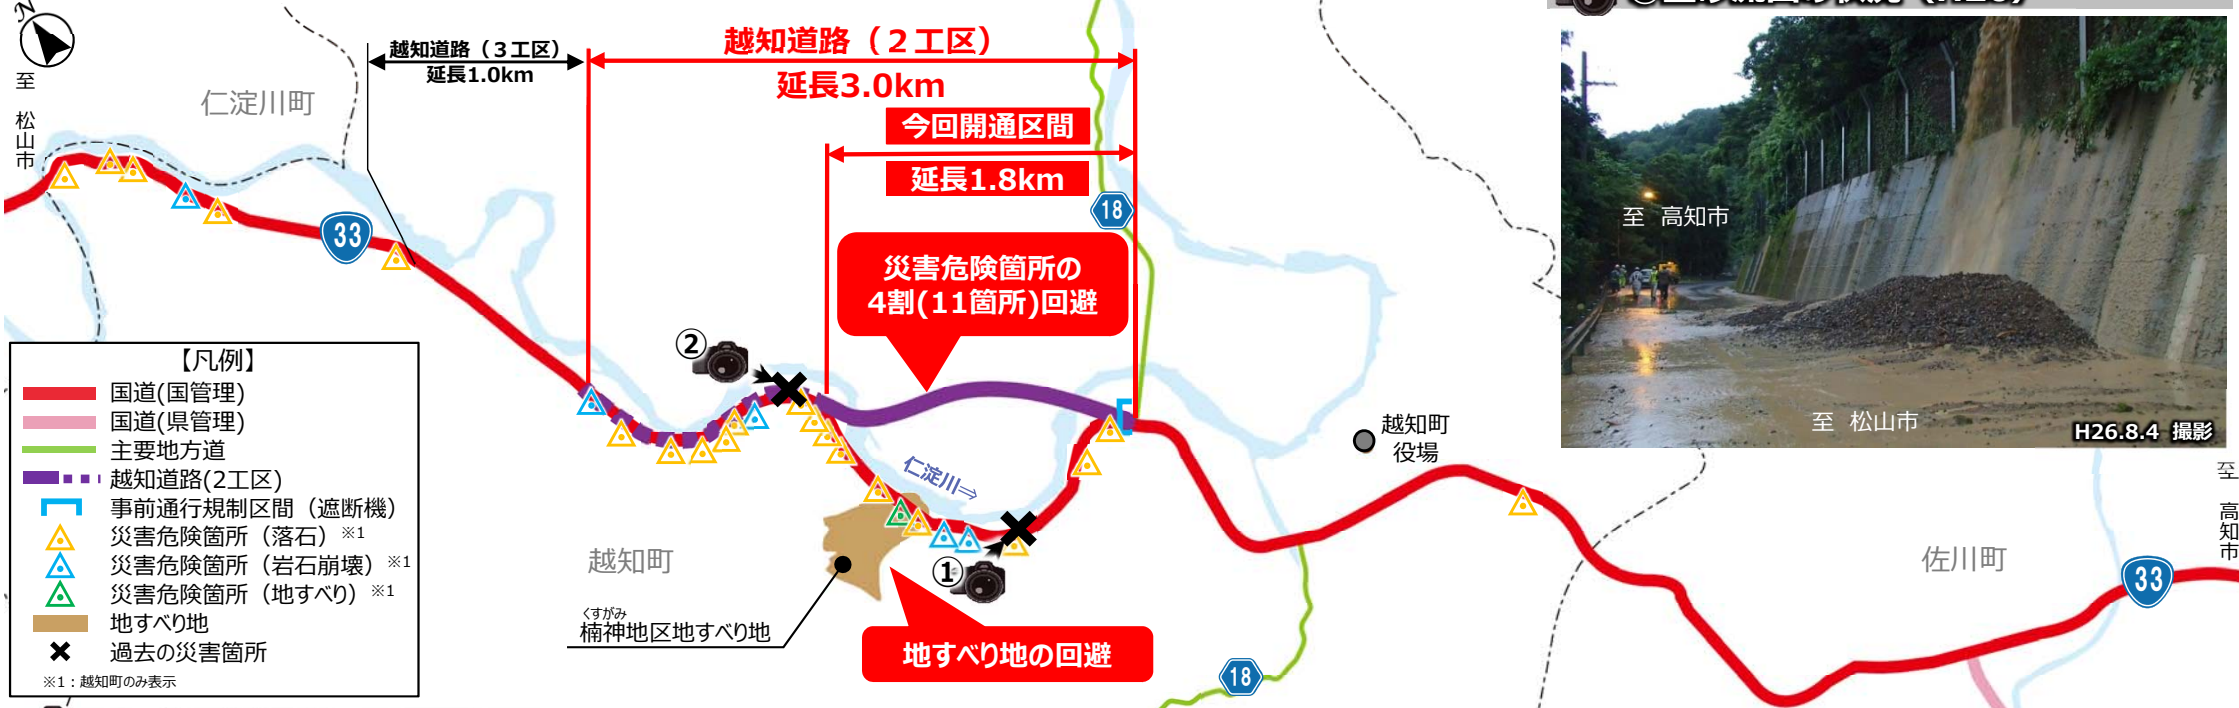 N
至
松山市
仁淀川町
越知道路（３工区）
延長1.0km
越知道路（２工区）
延長3.0km
今回開通区間
延長1.8km
18
33
災害危険箇所の
4割(11箇所)回避
②
仁淀川⇒
①
越知町
くすがみ
楠神地区地すべり地
地すべり地の回避
18
越知町
役場
佐川町
33
至
高知市
【凡例】
国道(国管理)
国道(県管理)
主要地方道
越知道路(2工区)
事前通行規制区間（遮断機）
災害危険箇所（落石）※1
災害危険箇所（岩石崩壊）※1
災害危険箇所（地すべり）※1
地すべり地
過去の災害箇所
※1：越知町のみ表示
至 高知市
至 松山市
H26.8.4 撮影